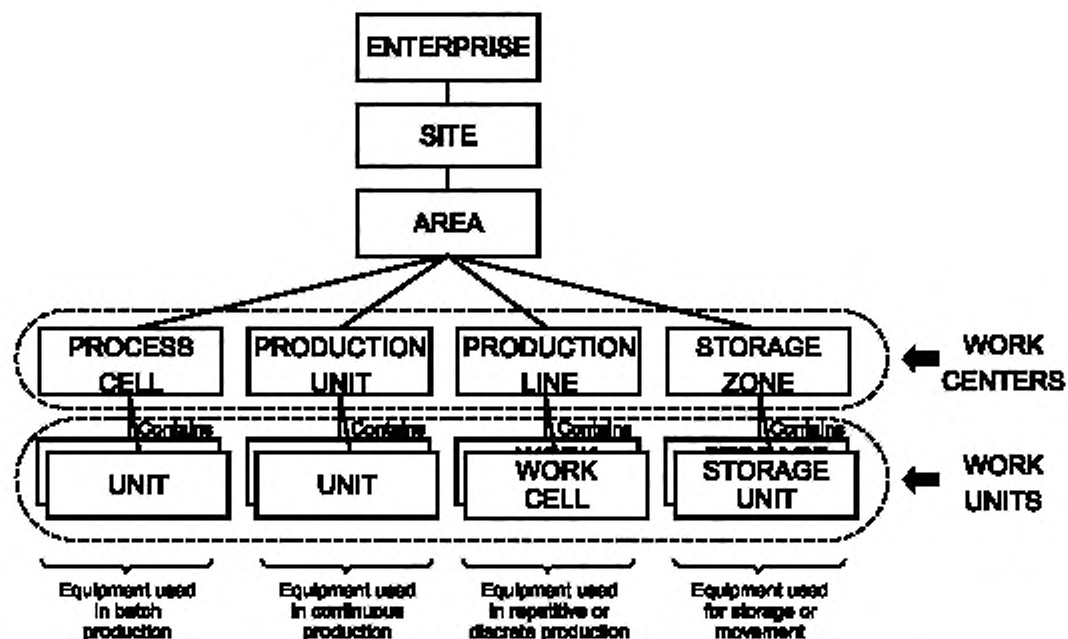 ENTERPRISE
SITE
AREA
PROCESS
CELL
PRODUCTION
UNIT
PRODUCTION
LINE
STORAGE
ZONE
WORK
CENTERS
Contains
Contains
Contains
Contains
UNIT
UNIT
WORK
CELL
STORAGE
UNIT
WORK
UNITS
Equipment used
in batch
production
Equipment used
in continuous
production
Equipment used
in repetitive or
discrete production
Equipment used
for storage or
movement